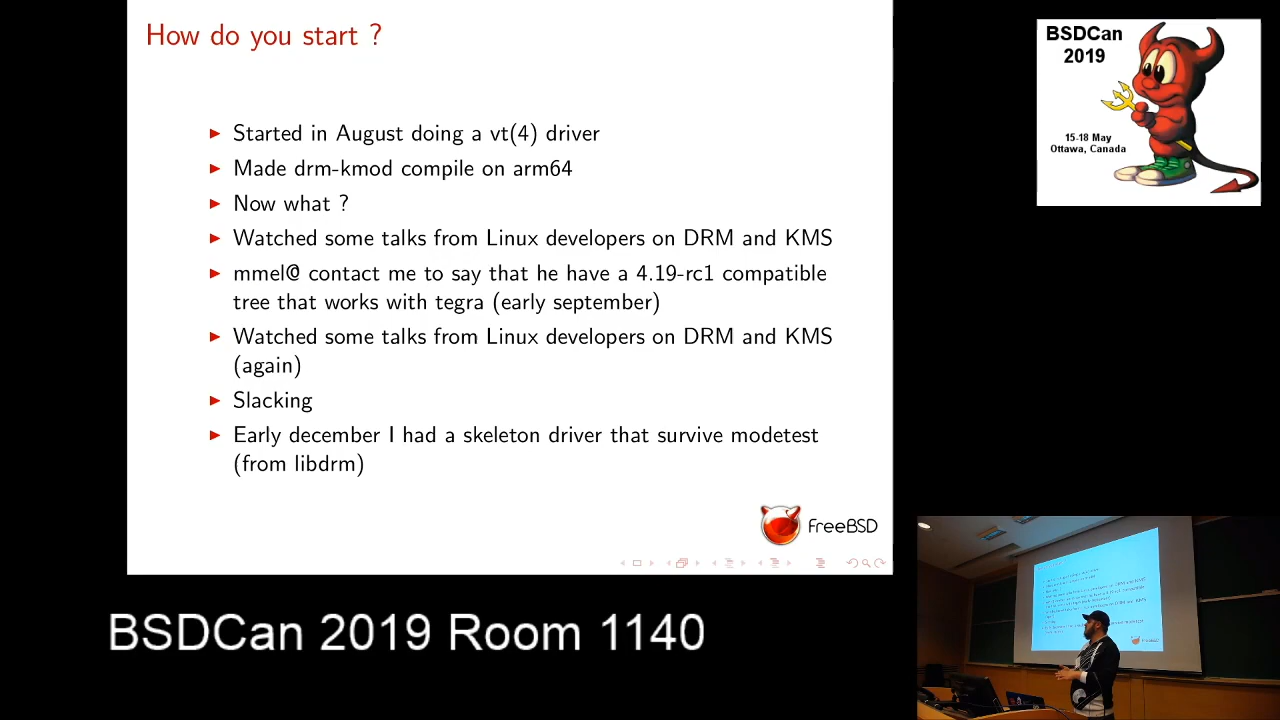 How do you start ?
Started in August doing a vt(4) driver
Made drm-kmod compile on arm64
Now what ?
Watched some talks from Linux developers on DRM and KMS
mmel@ contact me to say that he have a 4.19-rc1 compatible
tree that works with tegra (early september)
Watched some talks from Linux developers on DRM and KMS
(again)
Slacking
Early december I had a skeleton driver that survive modetest
(from libdrm)
FreeBSD
BSDCan
2019
15-18 May
Ottawa, Canada
BSDCan 2019 Room 1140